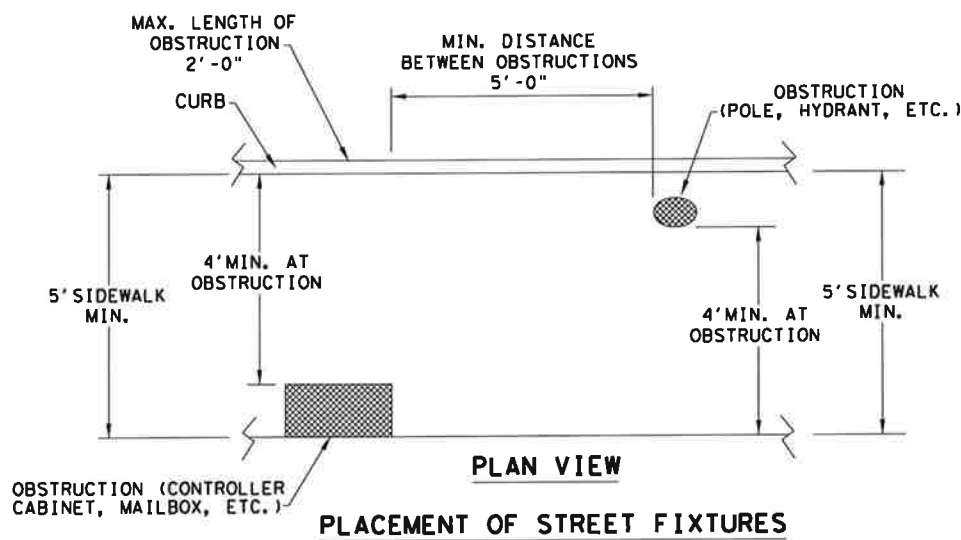 MAX. LENGTH OF
OBSTRUCTION
2'-0"
CURB
MIN. DISTANCE
BETWEEN OBSTRUCTIONS
5'-0"
OBSTRUCTION
(POLE, HYDRANT, ETC.)
4'MIN. AT
OBSTRUCTION
5'SIDEWALK
MIN.
4'MIN. AT
OBSTRUCTION
5'SIDEWALK
MIN.
OBSTRUCTION (CONTROLLER
CABINET, MAILBOX, ETC.)
PLAN VIEW
PLACEMENT OF STREET FIXTURES